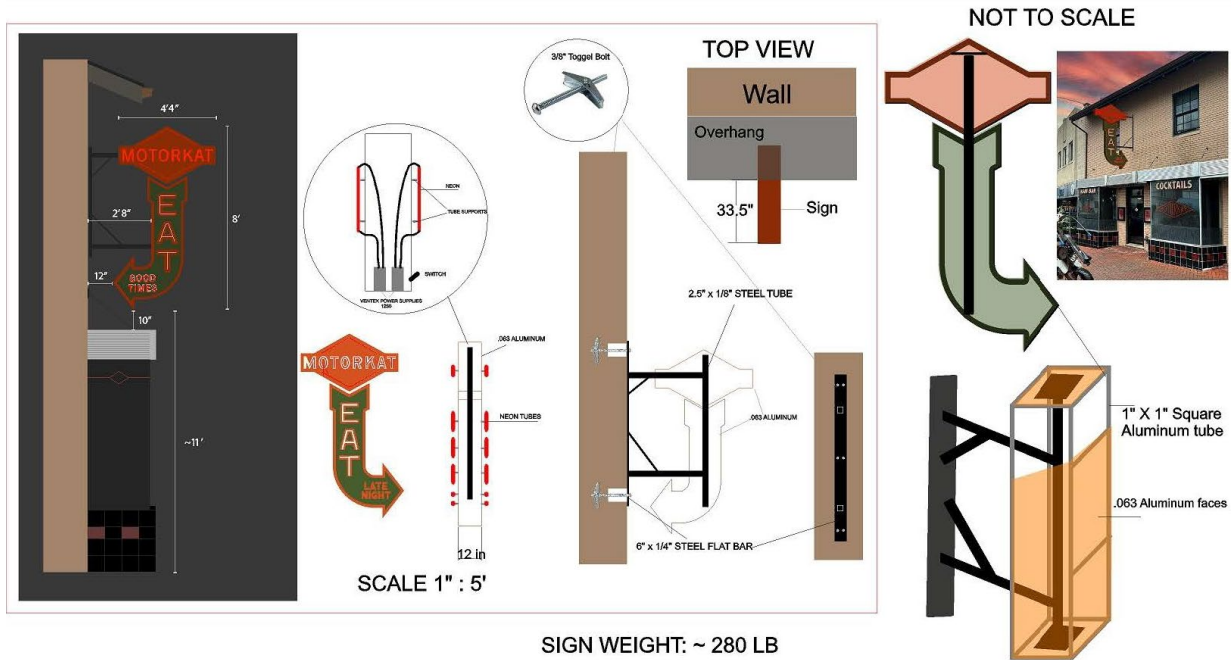 NOT TO SCALE
3/8" Toggel Bolt
TOP VIEW
Wall
Overhang
33.5"
Sign
4'4"
MOTORKAT
EAT
GOOD
TIMES
2'8"
8'
12"
10"
~11'
NEON
TUBE SUPPORTS
SWITCH
VENTEX POWER SUPPLIES
MOTORKAT
EAT
LATE
NIGHT
.063 ALUMINUM
NEON TUBES
12 in
SCALE 1" : 5'
2.5" x 1/8" STEEL TUBE
.063 ALUMINUM
6" x 1/4" STEEL FLAT BAR
EAT
COCKTAILS
1" X 1" Square
Aluminum tube
.063 Aluminum faces
SIGN WEIGHT: ~ 280 LB